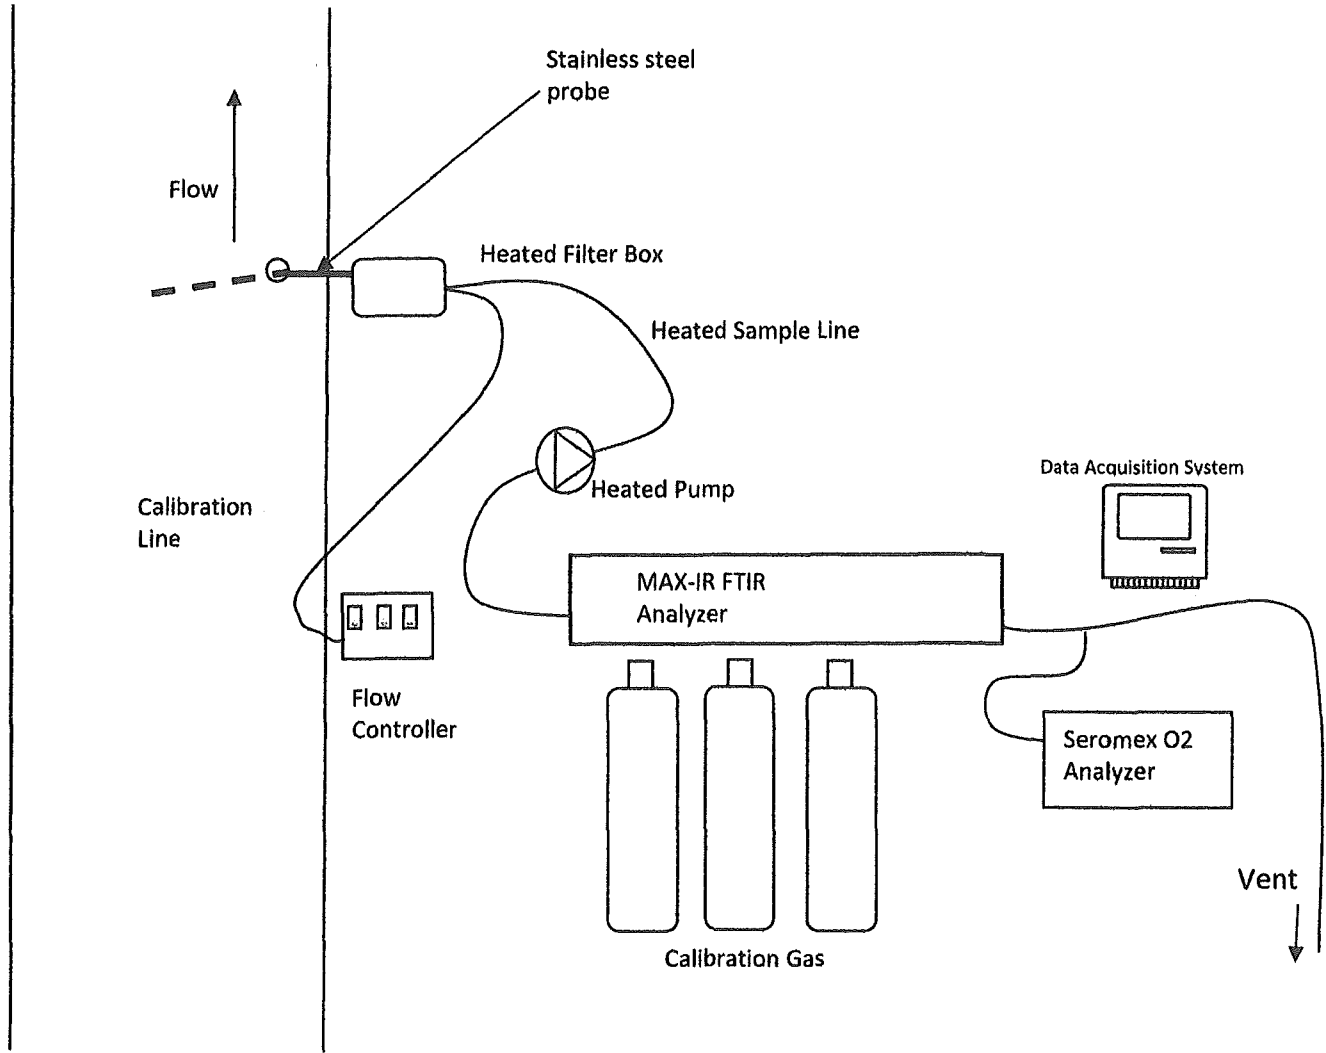 Stainless steel
probe
Flow
Heated Filter Box
Heated Sample Line
Heated Pump
Data Acquisition System
Calibration
Line
MAX-IR FTIR
Analyzer
Flow
Controller
Seromex O2
Analyzer
Vent
Calibration Gas